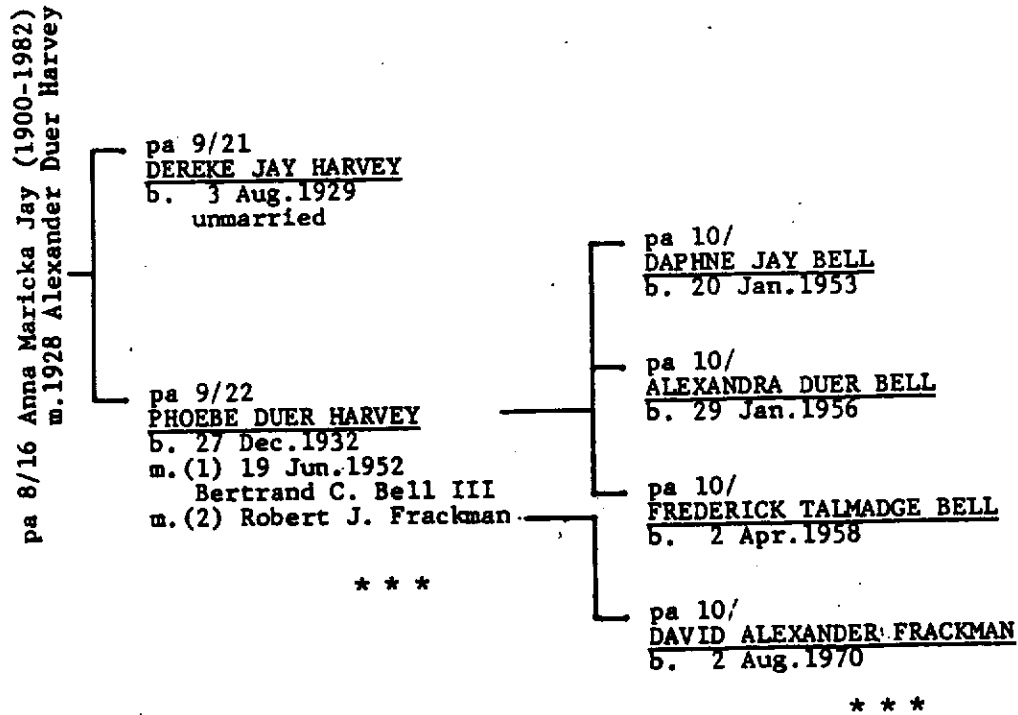 pa 8/16 Anna Maricka Jay (1900-1982)
m.1928 Alexander Duer Harvey
pa 9/21
DEREKE JAY HARVEY
b. 3 Aug.1929
unmarried
pa 9/22
PHOEBE DUER HARVEY
b. 27 Dec.1932
m.(1) 19 Jun.1952
Bertrand C. Bell III
m.(2) Robert J. Frackman
* * *
pa 10/
DAPHNE JAY BELL
b. 20 Jan.1953
pa 10/
ALEXANDRA DUER BELL
b. 29 Jan.1956
pa 10/
FREDERICK TALMADGE BELL
b. 2 Apr.1958
pa 10/
DAVID ALEXANDER FRACKMAN
b. 2 Aug.1970
* * *